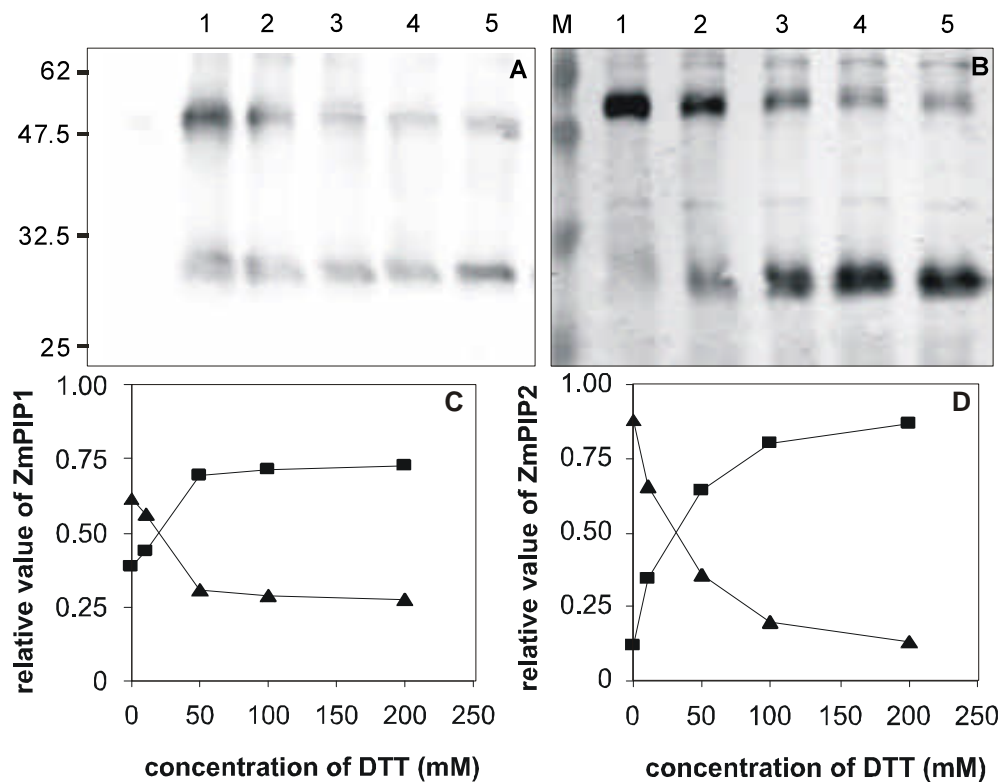 1 2 3 4 5
M 1 2 3 4 5
A
B
62
47.5
32.5
25
relative value of ZmPIP1
1.00
0.75
0.50
0.25
0
C
0 50 100 150 200 250
concentration of DTT (mM)
relative value of ZmPIP2
1.00
0.75
0.50
0.25
0
D
0 50 100 150 200 250
concentration of DTT (mM)